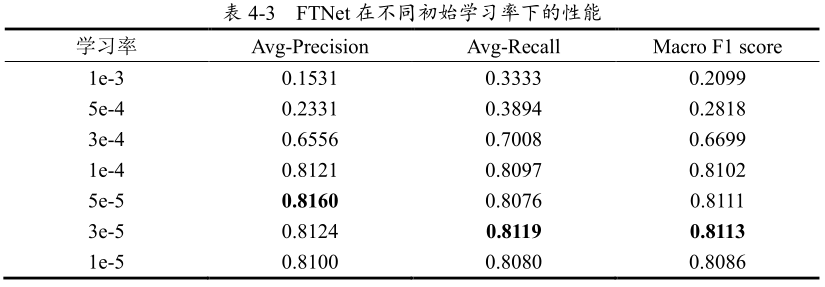 表 4-3 FTNet 在不同初始学习率下的性能
学习率 Avg-Precision Avg-Recall Macro F1 score
1e-3 0.1531 0.3333 0.2099
5e-4 0.2331 0.3894 0.2818
3e-4 0.6556 0.7008 0.6699
1e-4 0.8121 0.8097 0.8102
5e-5 0.8160 0.8076 0.8111
3e-5 0.8124 0.8119 0.8113
1e-5 0.8100 0.8080 0.8086